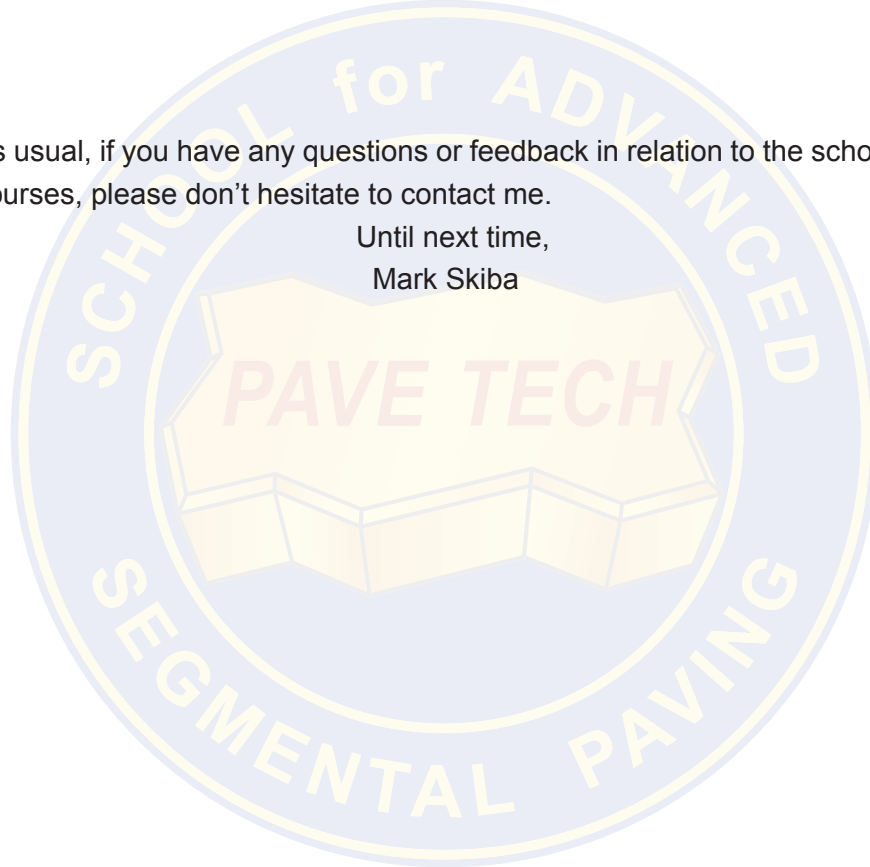 SCHOOL for ADVANCED
s usual, if you have any questions or feedback in relation to the scho
ourses, please don’t hesitate to contact me.
Until next time,
Mark Skiba
PAVE TECH
SEGMENTAL PAVING